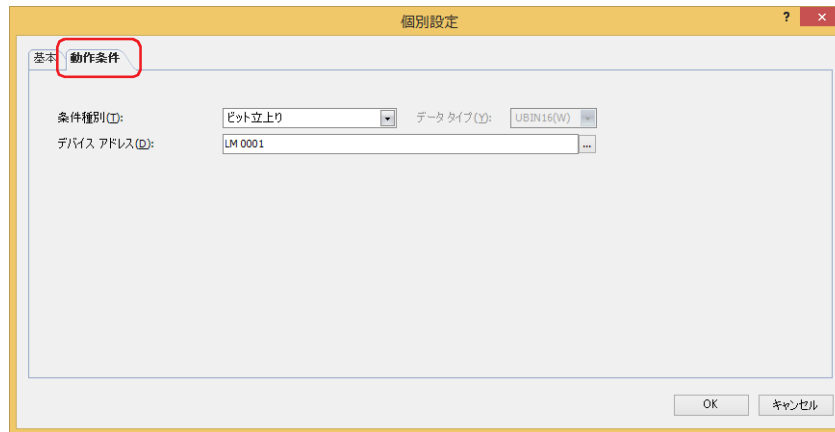 個別設定
? ×
基本 動作条件
条件種別(T): ビット立上り データ タイプ(Y): UBIN16(W)
デバイス アドレス(D): LM 0001 ...
OK キャンセル